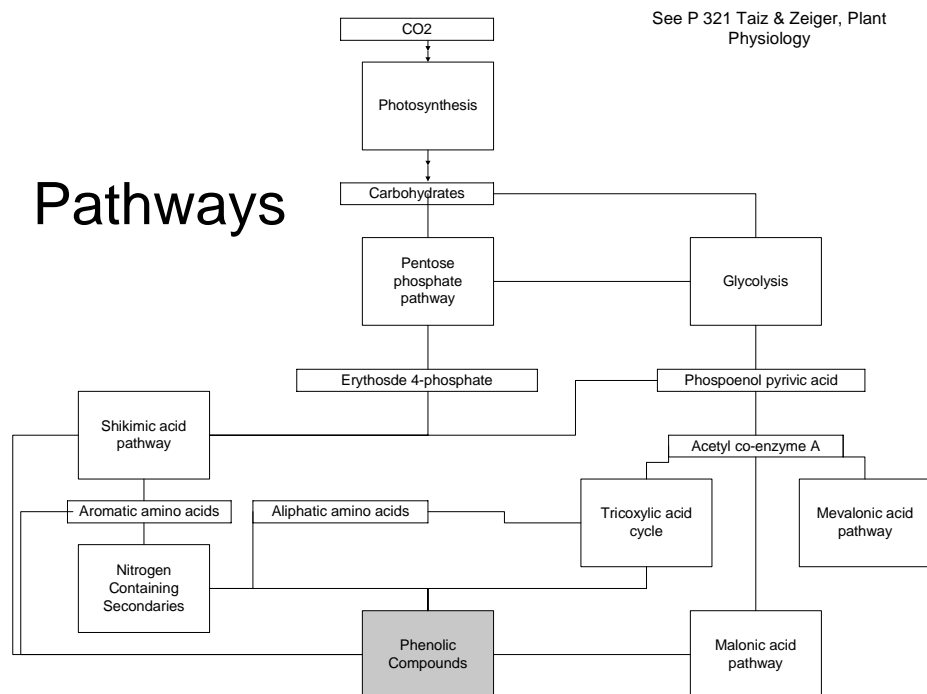 See P 321 Taiz & Zeiger, Plant
Physiology
CO2
Photosynthesis
Pathways
Carbohydrates
Pentose
phosphate
pathway
Glycolysis
Erythosde 4-phosphate
Phospoenol pyrivic acid
Shikimic acid
pathway
Acetyl co-enzyme A
Aromatic amino acids
Aliphatic amino acids
Tricoxylic acid
cycle
Mevalonic acid
pathway
Nitrogen
Containing
Secondaries
Phenolic
Compounds
Malonic acid
pathway